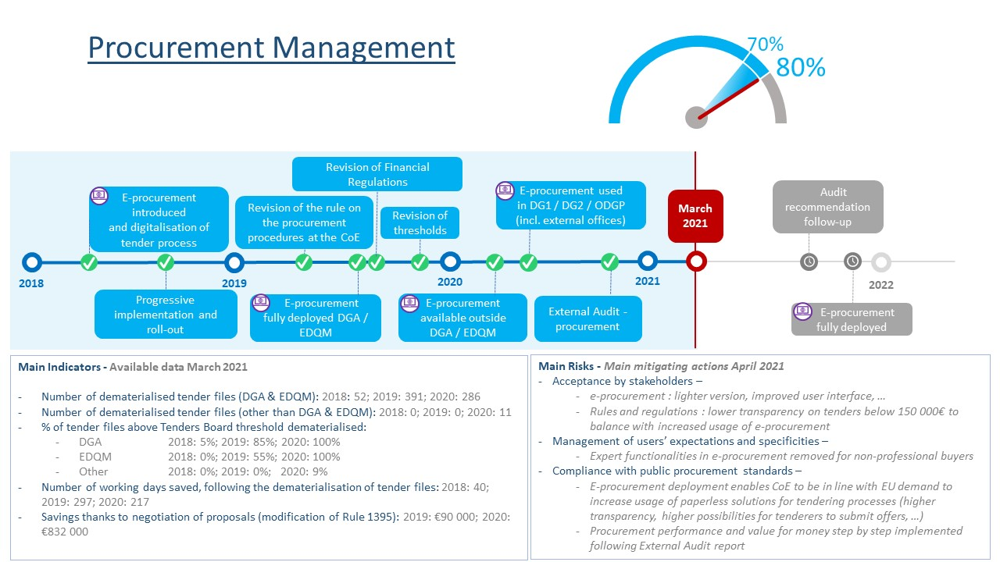 Procurement Management
70%
80%
Revision of Financial
Regulations
E-procurement
introduced
and digitalisation of
tender process
Revision of the rule on
the procurement
procedures at the CoE
Revision of
thresholds
E-procurement used
in DG1 / DG2 / ODGP
(incl. external offices)
March
2021
Audit
recommendation
follow-up
2018
2019
2020
2021
2022
Progressive
implementation and
roll-out
E-procurement
fully deployed DGA /
EDQM
E-procurement
available outside
DGA / EDQM
External Audit -
procurement
E-procurement
fully deployed
Main Indicators - Available data March 2021
- Number of dematerialised tender files (DGA & EDQM): 2018: 52; 2019: 391; 2020: 286
- Number of dematerialised tender files (other than DGA & EDQM): 2018: 0; 2019: 0; 2020: 11
- % of tender files above Tenders Board threshold dematerialised:
- DGA 2018: 5%; 2019: 85%; 2020: 100%
- EDQM 2018: 0%; 2019: 55%; 2020: 100%
- Other 2018: 0%; 2019: 0%; 2020: 9%
- Number of working days saved, following the dematerialisation of tender files: 2018: 40;
2019: 297; 2020: 217
- Savings thanks to negotiation of proposals (modification of Rule 1395): 2019: €90 000; 2020:
€832 000
Main Risks - Main mitigating actions April 2021
- Acceptance by stakeholders –
- e-procurement : lighter version, improved user interface, …
- Rules and regulations : lower transparency on tenders below 150 000€ to
balance with increased usage of e-procurement
- Management of users’ expectations and specificities –
- Expert functionalities in e-procurement removed for non-professional buyers
- Compliance with public procurement standards –
- E-procurement deployment enables CoE to be in line with EU demand to
increase usage of paperless solutions for tendering processes (higher
transparency, higher possibilities for tenderers to submit offers, …)
- Procurement performance and value for money step by step implemented
following External Audit report